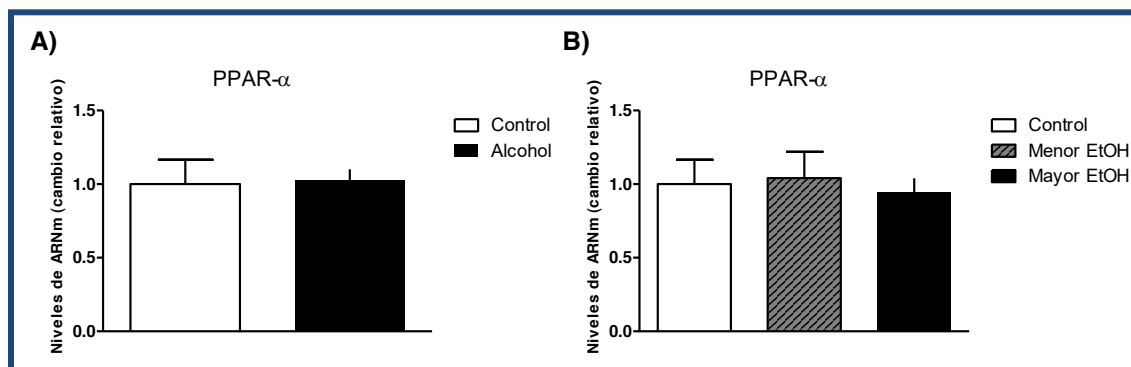 A)
PPAR-α
Niveles de ARNm (cambio relativo)
1.5
1.0
0.5
0.0
Control
Alcohol
B)
PPAR-α
Niveles de ARNm (cambio relativo)
1.5
1.0
0.5
0.0
Control
Menor EtOH
Mayor EtOH